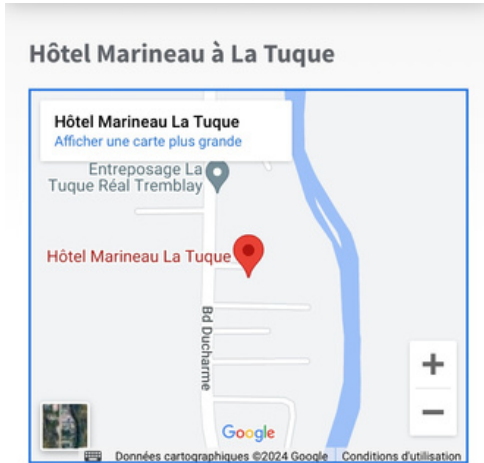 Hôtel Marineau à La Tuque
Hôtel Marineau La Tuque
Afficher une carte plus grande
Entreposage La
Tuque Réal Tremblay
Hôtel Marineau La Tuque
Bd Ducharme
+
−
Google
Données cartographiques ©2024 Google
Conditions d'utilisation